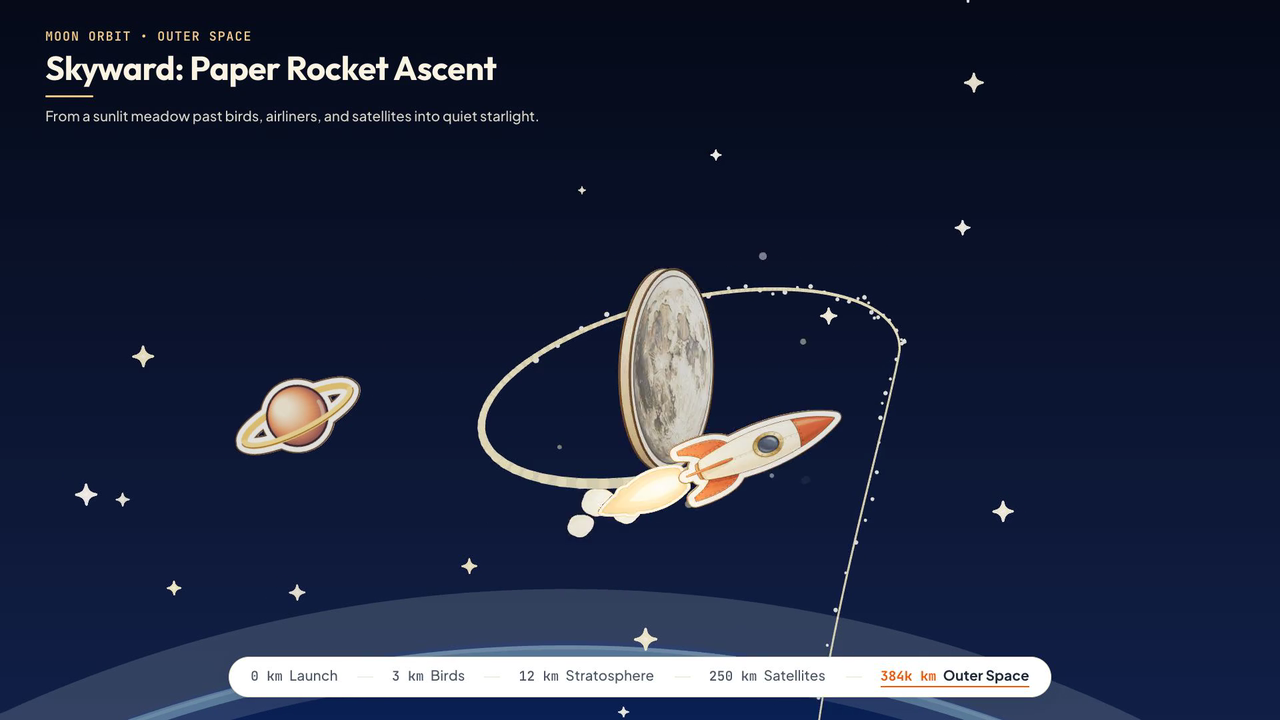 MOON ORBIT • OUTER SPACE
Skyward: Paper Rocket Ascent
From a sunlit meadow past birds, airliners, and satellites into quiet starlight.
0 km Launch
3 km Birds
12 km Stratosphere
250 km Satellites
384k km Outer Space